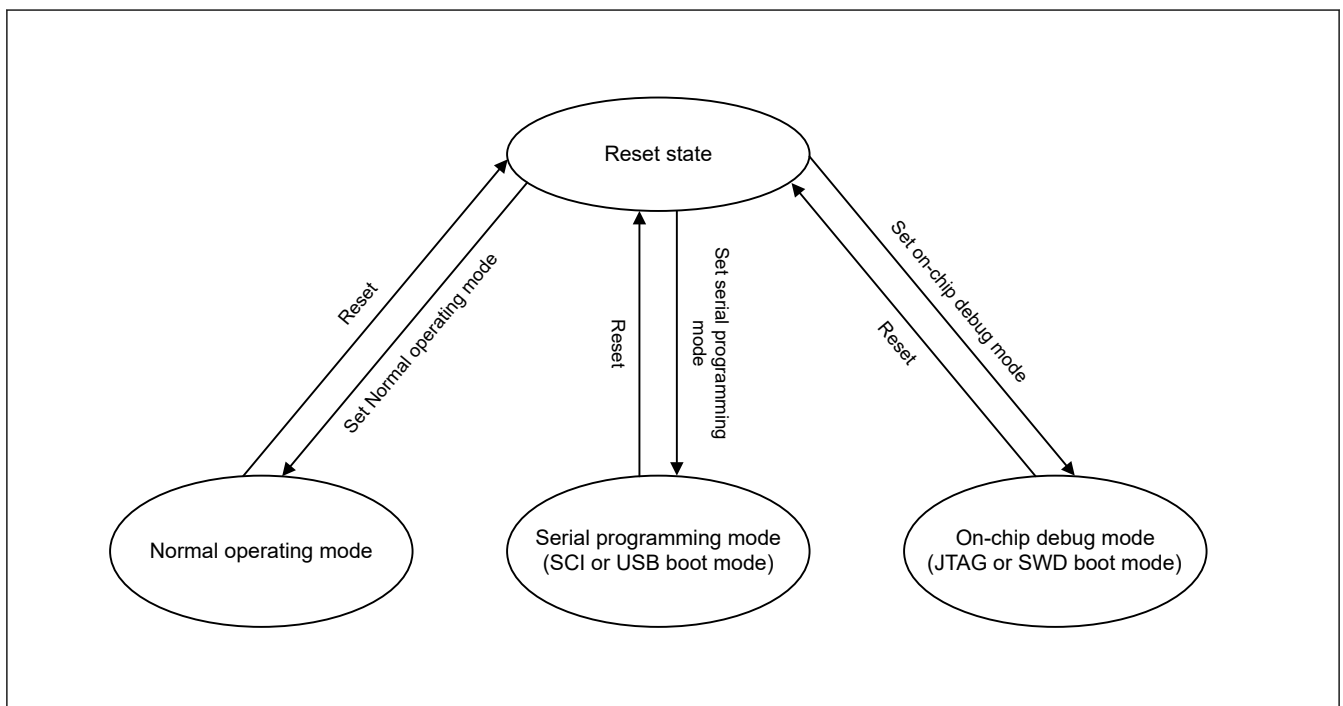 Reset state
Reset
Set Normal operating mode
Reset
Set serial programming
mode
Set on-chip debug mode
Reset
Normal operating mode
Serial programming mode
(SCI or USB boot mode)
On-chip debug mode
(JTAG or SWD boot mode)